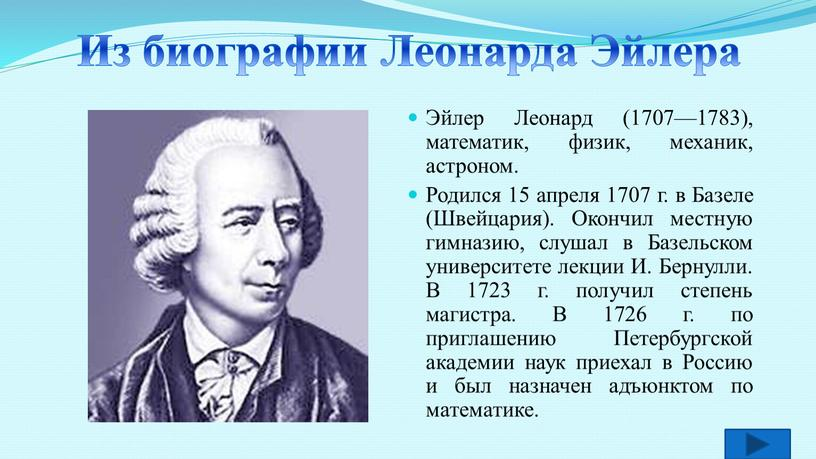 Из биографии Леонарда Эйлера
Эйлер Леонард (1707—1783),
математик, физик, механик,
астроном.
Родился 15 апреля 1707 г. в Базеле
(Швейцария). Окончил местную
гимназию, слушал в Базельском
университете лекции И. Бернулли.
В 1723 г. получил степень
магистра. В 1726 г. по
приглашению Петербургской
академии наук приехал в Россию
и был назначен адъюнктом по
математике.